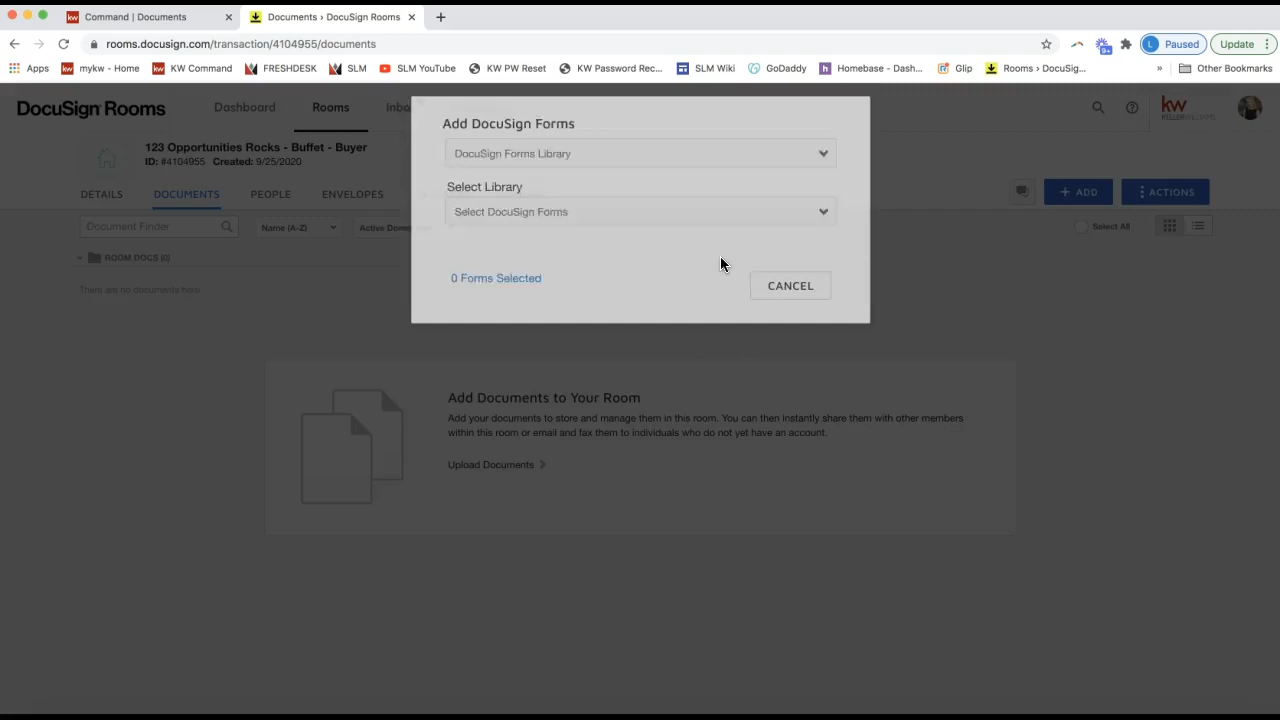 Command | Documents
Documents › DocuSign Rooms
rooms.docusign.com/transaction/4104955/documents
9+
L Paused
Update
Apps
mykw - Home
KW Command
FRESHDESK
SLM
SLM YouTube
KW PW Reset
KW Password Rec...
SLM Wiki
GoDaddy
Homebase - Dash...
Glip
Rooms › DocuSig...
»
Other Bookmarks
DocuSign Rooms
Dashboard
Rooms
kw
KELLERWILLIAMS.
123 Opportunities Rocks - Buffet - Buyer
ID: #4104955 Created: 9/25/2020
DETAILS
DOCUMENTS
PEOPLE
ENVELOPES
+ ADD
ACTIONS
Document Finder
Name (A-Z)
Select All
ROOM DOCS (0)
There are no documents here.
Add DocuSign Forms
DocuSign Forms Library
Select Library
Select DocuSign Forms
0 Forms Selected
CANCEL
Add Documents to Your Room
Add your documents to store and manage them in this room. You can then instantly share them with other members
within this room or email and fax them to individuals who do not yet have an account.
Upload Documents